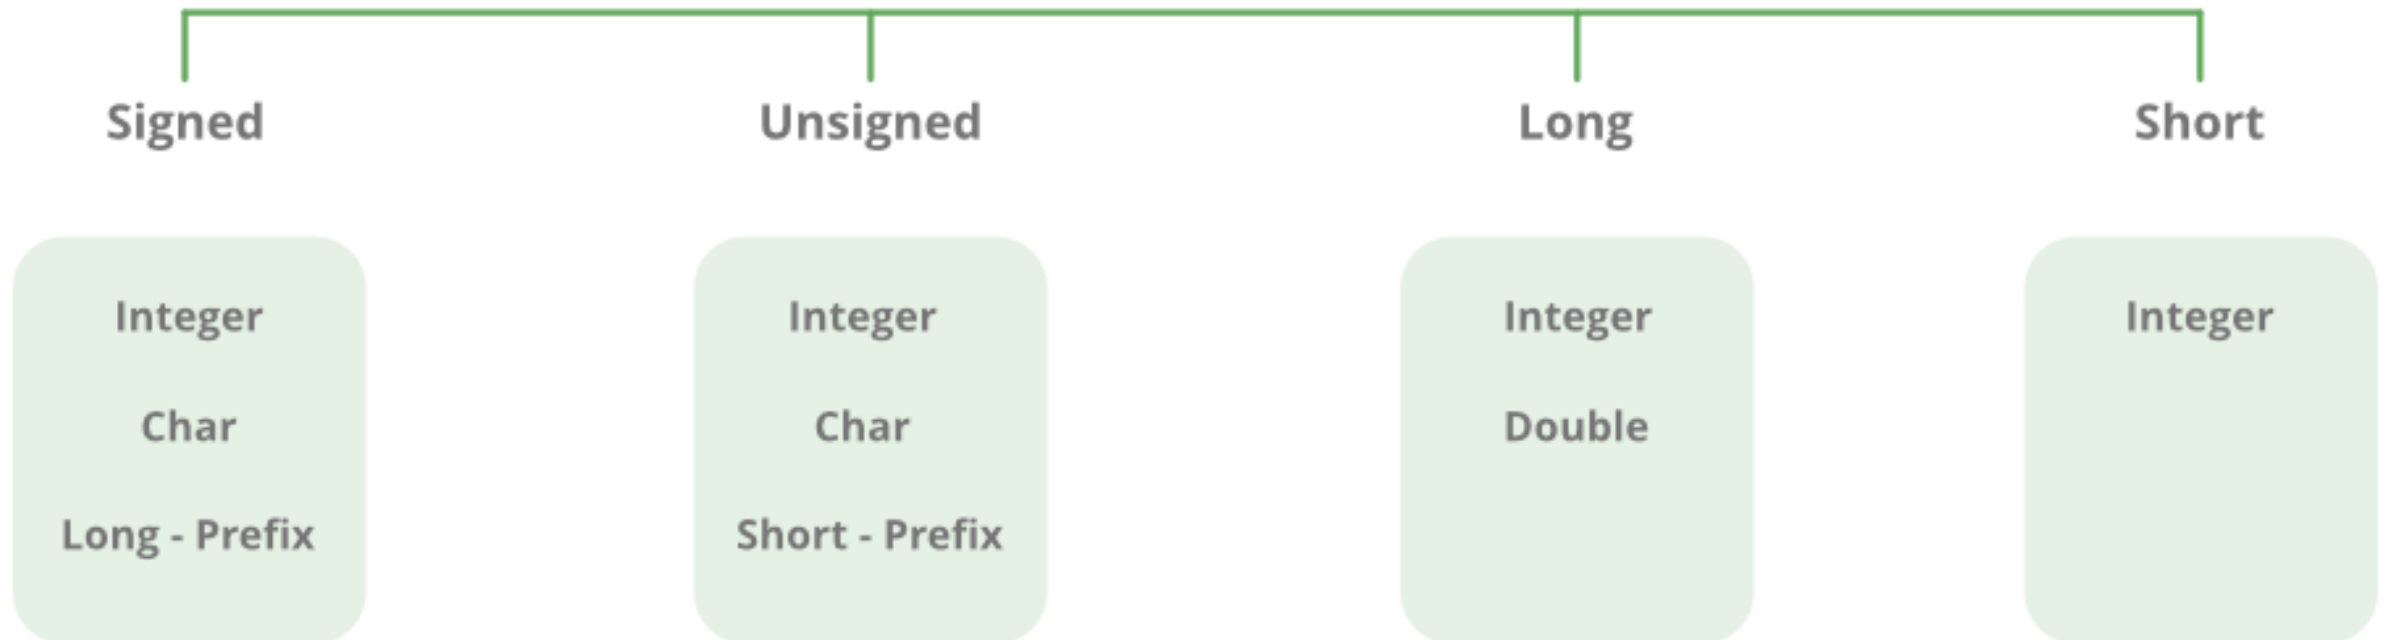 Signed
Unsigned
Long
Short
Integer
Char
Long - Prefix
Integer
Char
Short - Prefix
Integer
Double
Integer